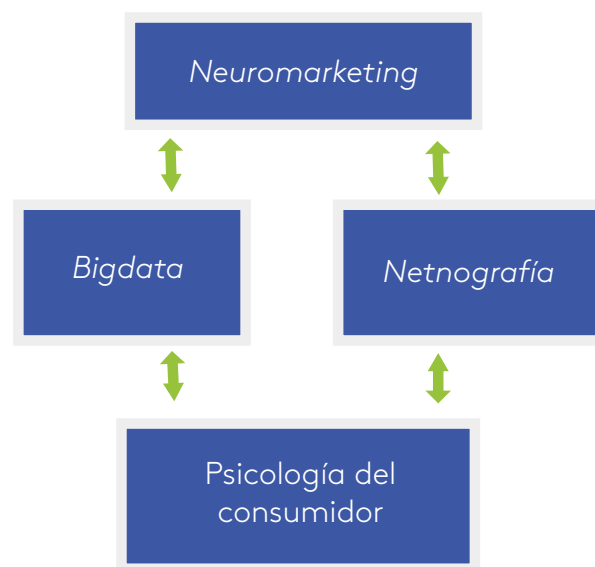 Neuromarketing
Bigdata
Netnografía
Psicología del
consumidor